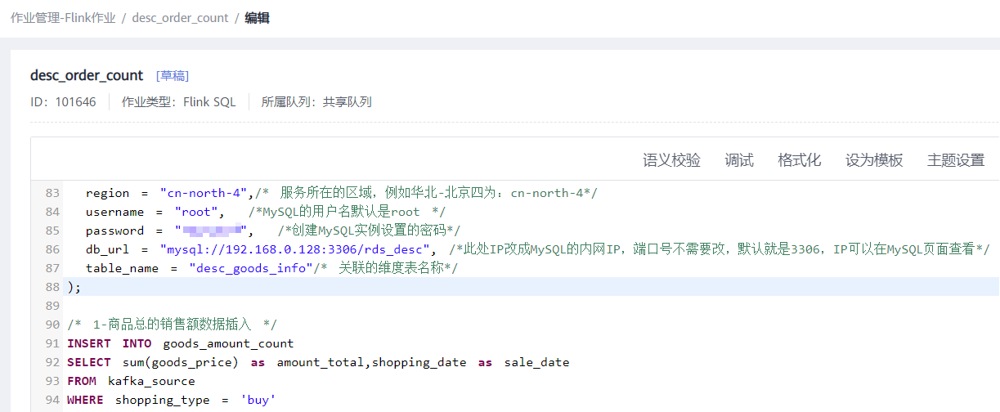 作业管理-Flink作业 / desc_order_count / 编辑
desc_order_count [草稿]
ID：101646 作业类型：Flink SQL 所属队列：共享队列
语义校验 调试 格式化 设为模板 主题设置
83 region = "cn-north-4",/* 服务所在的区域，例如华北-北京四为：cn-north-4*/
84 username = "root", /*MySQL的用户名默认是root */
85 password = "", /*创建MySQL实例设置的密码*/
86 db_url = "mysql://192.168.0.128:3306/rds_desc", /*此处IP改成MySQL的内网IP，端口号不需要改，默认就是3306，IP可以在MySQL页面查看*/
87 table_name = "desc_goods_info"/* 关联的维度表名称*/
88 );
89
90 /* 1-商品总的销售额数据插入 */
91 INSERT INTO goods_amount_count
92 SELECT sum(goods_price) as amount_total,shopping_date as sale_date
93 FROM kafka_source
94 WHERE shopping_type = 'buy'